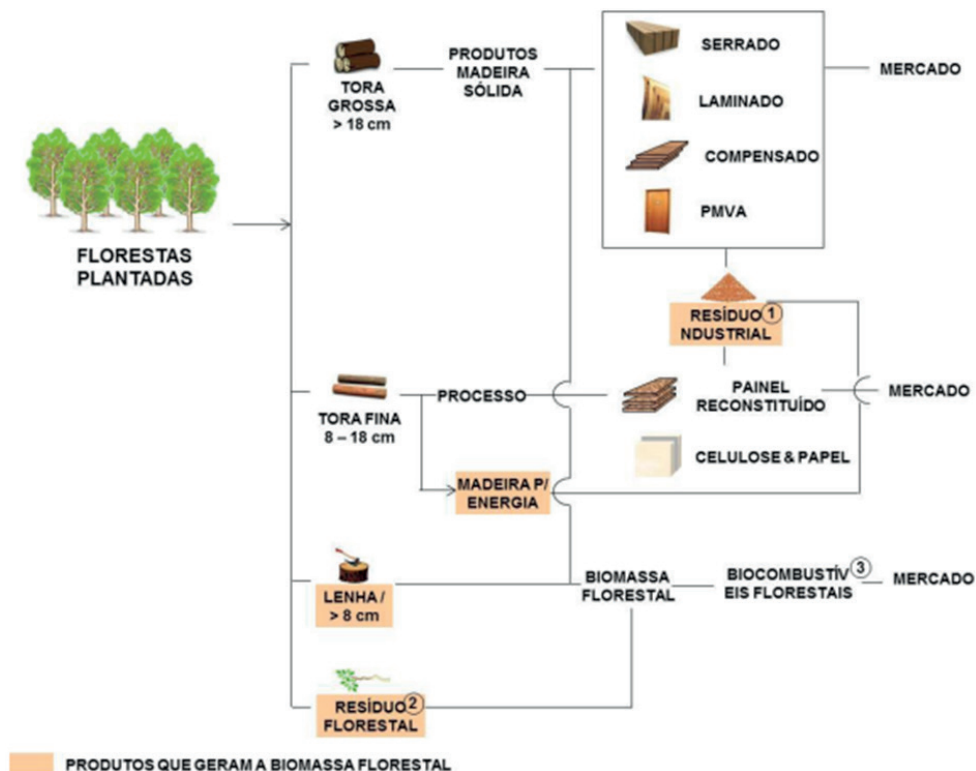 FLORESTAS
PLANTADAS
TORA
GROSSA
> 18 cm
PRODUTOS
MADEIRA
SÓLIDA
SERRADO
LAMINADO
COMPENSADO
PMVA
MERCADO
RESÍDUO 1
NDUSTRIAL
TORA FINA
8 – 18 cm
PROCESSO
PAINEL
RECONSTITUÍDO
MERCADO
CELULOSE & PAPEL
MADEIRA P/
ENERGIA
LENHA /
> 8 cm
BIOMASSA
FLORESTAL
BIOCOMBUSTÍV 3
EIS FLORESTAIS
MERCADO
RESÍDUO 2
FLORESTAL
PRODUTOS QUE GERAM A BIOMASSA FLORESTAL